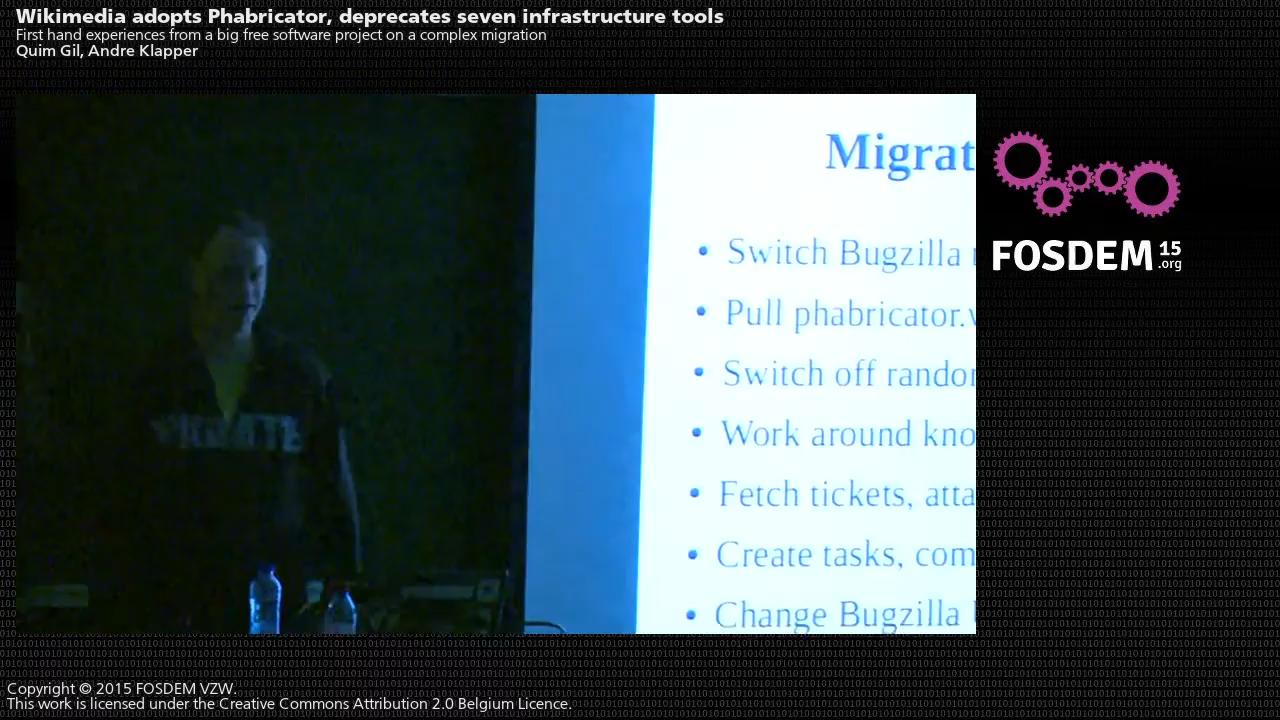 Wikimedia adopts Phabricator, deprecates seven infrastructure tools
First hand experiences from a big free software project on a complex migration
Quim Gil, Andre Klapper
Migrat
• Switch Bugzilla
• Pull phabricator.
• Switch off rando
• Work around kno
• Fetch tickets, atta
• Create tasks, com
• Change Bugzilla
FOSDEM 15
.org
Copyright © 2015 FOSDEM VZW.
This work is licensed under the Creative Commons Attribution 2.0 Belgium Licence.